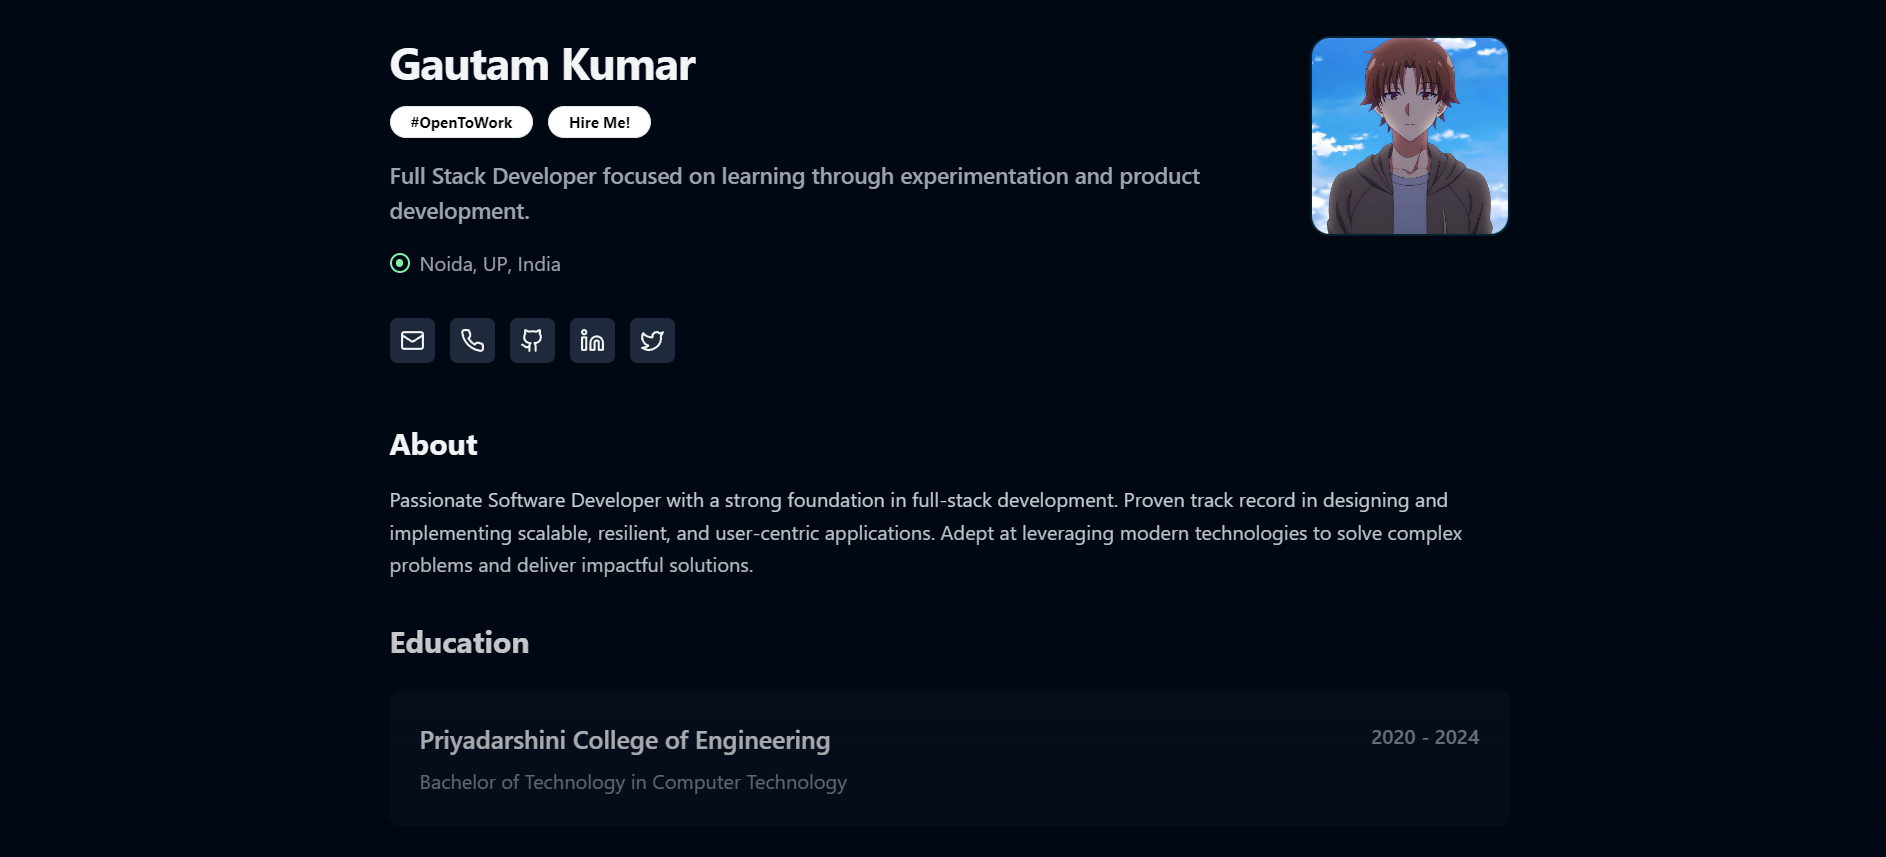 Gautam Kumar
#OpenToWork Hire Me!
Full Stack Developer focused on learning through experimentation and product
development.
Noida, UP, India
About
Passionate Software Developer with a strong foundation in full-stack development. Proven track record in designing and
implementing scalable, resilient, and user-centric applications. Adept at leveraging modern technologies to solve complex
problems and deliver impactful solutions.
Education
Priyadarshini College of Engineering 2020 - 2024
Bachelor of Technology in Computer Technology